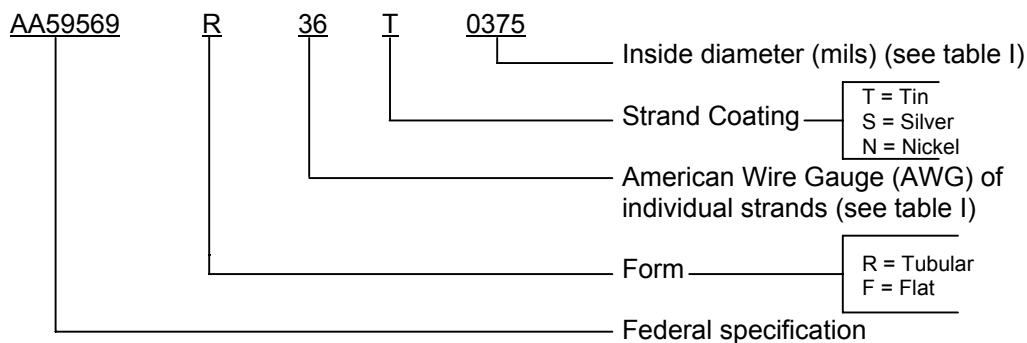 AA59569 R 36 T 0375
Inside diameter (mils) (see table I)
Strand Coating
T = Tin
S = Silver
N = Nickel
American Wire Gauge (AWG) of
individual strands (see table I)
Form
R = Tubular
F = Flat
Federal specification